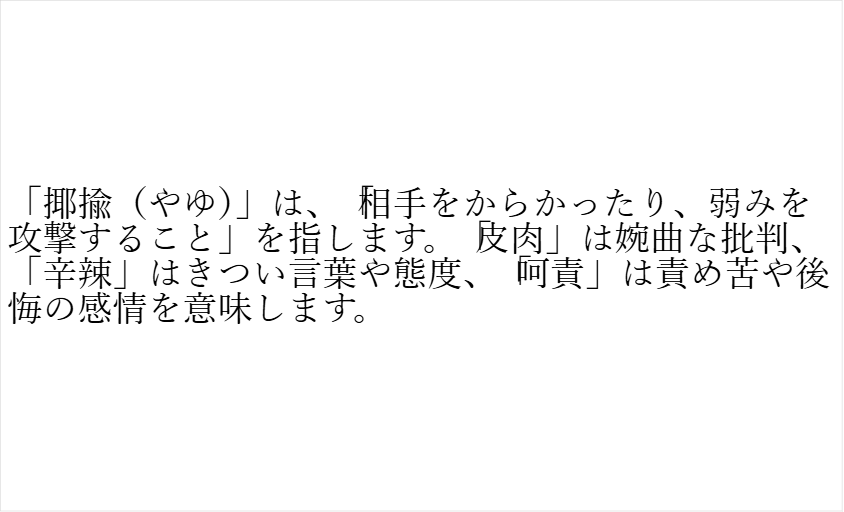 「揶揄（やゆ）」は、「相手をからかったり、弱みを
攻撃すること」を指します。「皮肉」は婉曲な批判、
「辛辣」はきつい言葉や態度、「呵責」は責め苦や後
悔の感情を意味します。